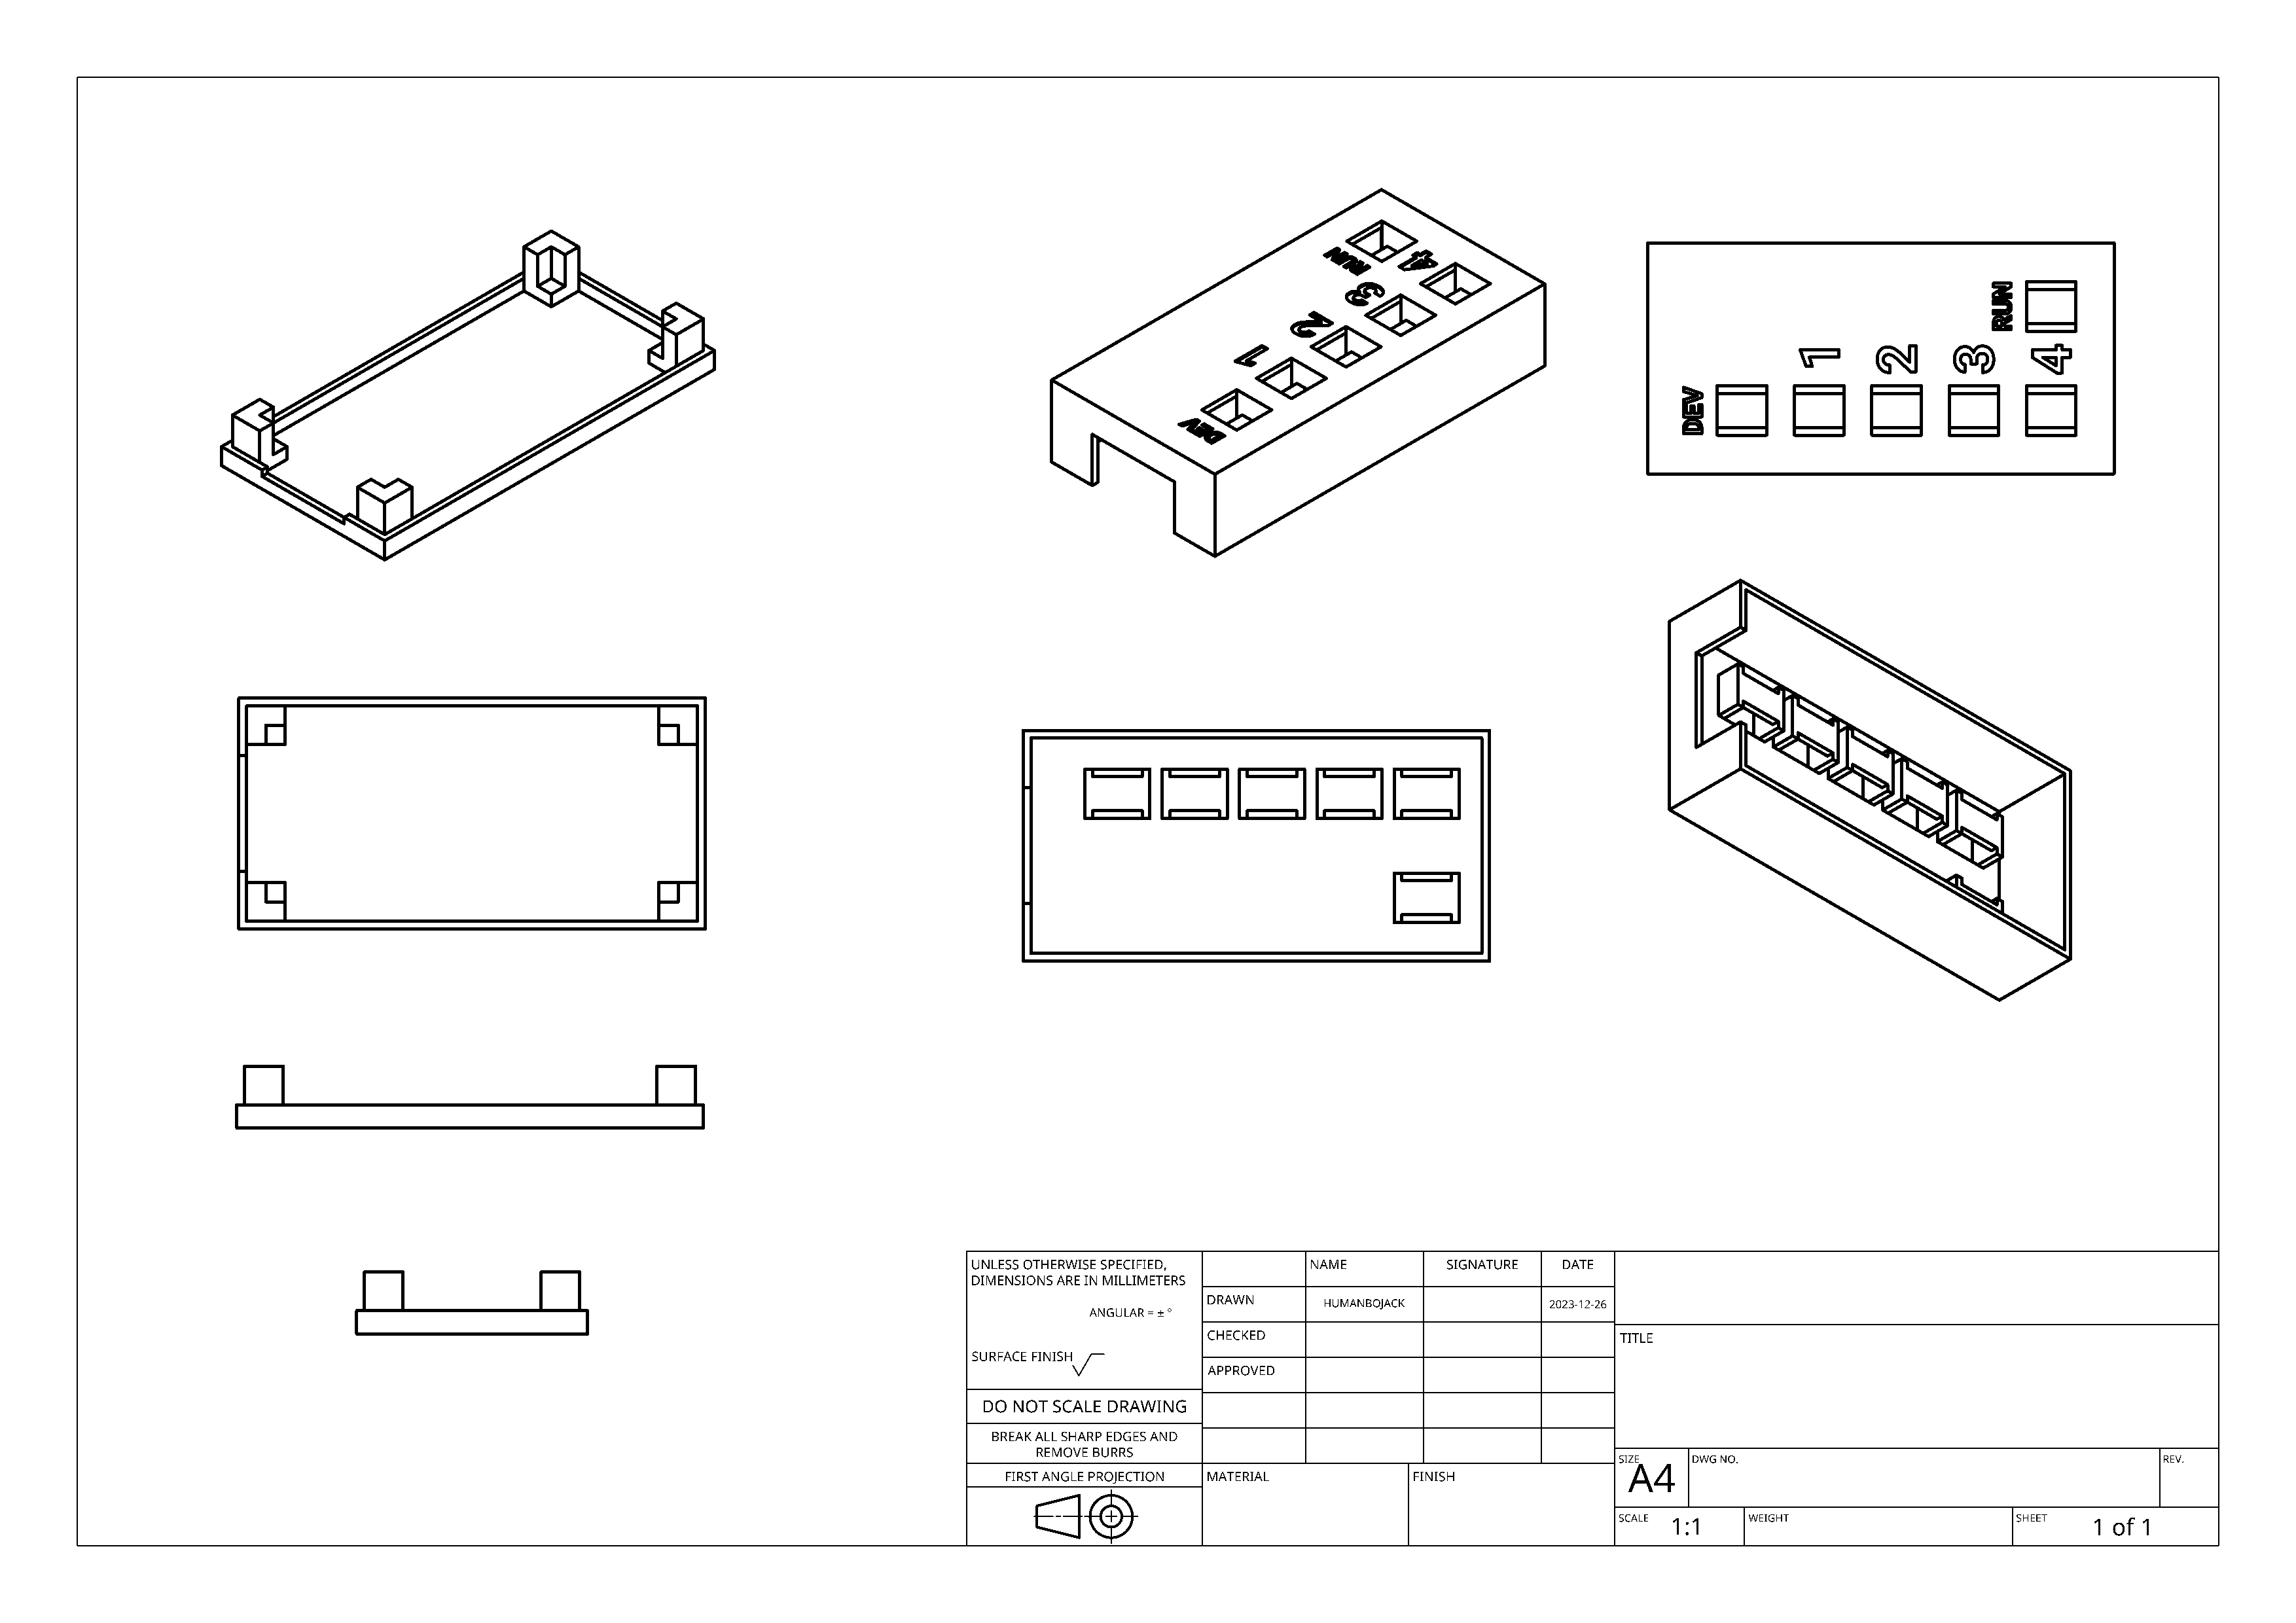 RUN
4
3
2
1
DEV
RUN
1
2
3
4
DEV
UNLESS OTHERWISE SPECIFIED,
DIMENSIONS ARE IN MILLIMETERS
ANGULAR = ± °
SURFACE FINISH
DO NOT SCALE DRAWING
BREAK ALL SHARP EDGES AND
REMOVE BURRS
FIRST ANGLE PROJECTION
NAME SIGNATURE DATE
DRAWN HUMANBOJACK 2023-12-26
CHECKED
APPROVED
MATERIAL FINISH
TITLE
SIZE
A4
DWG NO.
REV.
SCALE 1:1
WEIGHT
SHEET 1 of 1